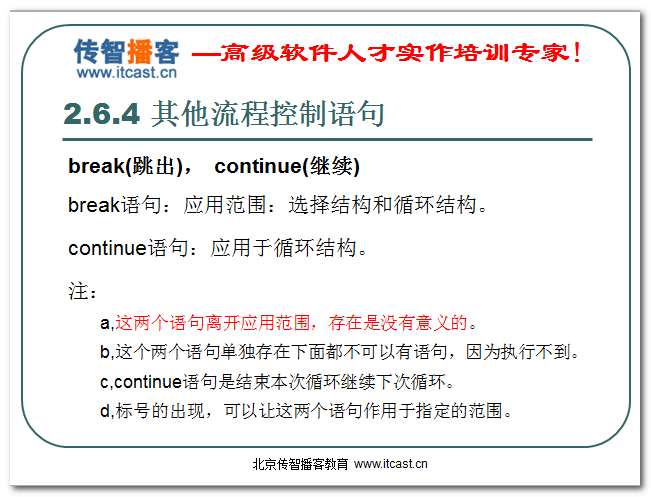 传智播客
www.itcast.cn
—高级软件人才实作培训专家!
2.6.4 其他流程控制语句
break(跳出), continue(继续)
break语句：应用范围：选择结构和循环结构。
continue语句：应用于循环结构。
注：
a,这两个语句离开应用范围，存在是没有意义的。
b,这个两个语句单独存在下面都不可以有语句，因为执行不到。
c,continue语句是结束本次循环继续下次循环。
d,标号的出现，可以让这两个语句作用于指定的范围。
北京传智播客教育 www.itcast.cn